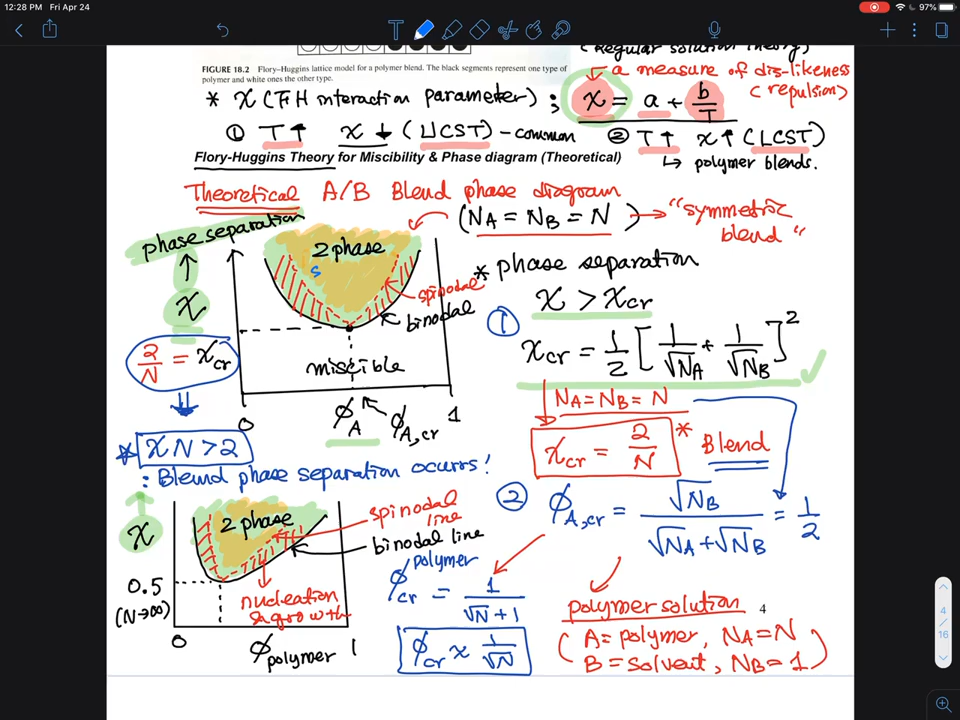 12:28 PM Fri Apr 24
97%
(Regular solution theory)
FIGURE 18.2 Flory–Huggins lattice model for a polymer blend. The black segments represent one type of
polymer and white ones the other type.
a measure of dis-likeness
(repulsion)
* χ (FH interaction parameter) ; χ = a + b/T
① T↑ χ↓ (UCST) - common
② T↑ χ↑ (LCST)
↳ polymer blends.
Flory-Huggins Theory for Miscibility & Phase diagram (Theoretical)
Theoretical A/B Blend phase diagram
(NA = NB = N) → "symmetric
blend"
phase separation
2 phase
S
spinodal
binodal
χ
2/N = χcr
miscible
0
ϕA
ϕA,cr
1
* phase separation
χ > χcr
① χcr = 1/2 [1/√NA + 1/√NB]²
NA = NB = N
χcr = 2/N * Blend
* χN > 2
: Blend phase separation occurs!
② ϕA,cr = √NB / (√NA + √NB) = 1/2
χ
2 phase
spinodal
line
binodal line
0.5
(N→∞)
nucleation
& growth
0
ϕpolymer
1
ϕcr polymer = 1/(√N + 1)
ϕcr ∝ 1/√N
polymer solution
(A = polymer, NA = N
B = solvent, NB = 1)
4
4
/
16